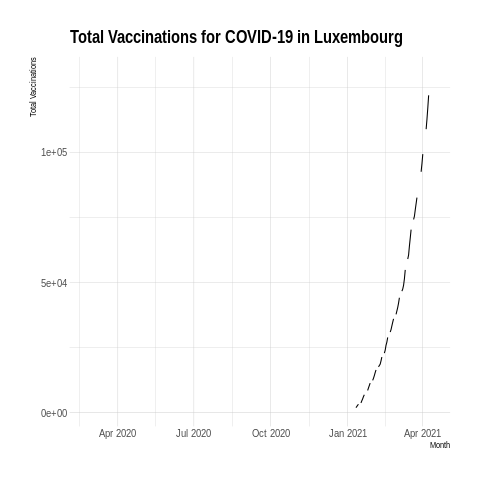 Total Vaccinations for COVID-19 in Luxembourg
Total Vaccinations
1e+05
5e+04
0e+00
Apr 2020 Jul 2020 Oct 2020 Jan 2021 Apr 2021
Month